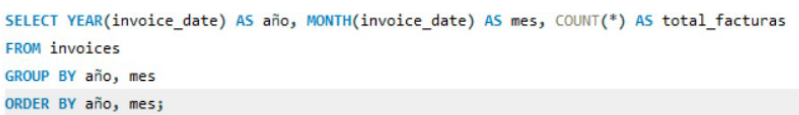 SELECT YEAR(invoice_date) AS año, MONTH(invoice_date) AS mes, COUNT(*) AS total_facturas
FROM invoices
GROUP BY año, mes
ORDER BY año, mes;